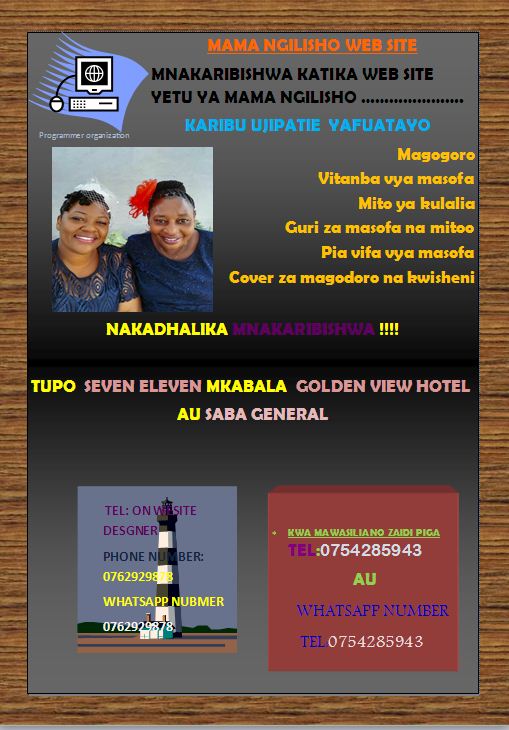 MAMA NGILISHO WEB SITE
MNAKARIBISHWA KATIKA WEB SITE
YETU YA MAMA NGILISHO ......................
KARIBU UJIPATIE YAFUATAYO
Programmer organization
Magogoro
Vitanba vya masofa
Mito ya kulalia
Guri za masofa na mitoo
Pia vifa vya masofa
Cover za magodoro na kwisheni
NAKADHALIKA MNAKARIBISHWA !!!!
TUPO SEVEN ELEVEN MKABALA GOLDEN VIEW HOTEL
AU SABA GENERAL
TEL: ON WESITE
DESGNER
PHONE NUMBER:
0762929878
WHATSAPP NUBMER
0762929878.
KWA MAWASILIANO ZAIDI PIGA
TEL:0754285943
AU
WHATSAPP NUMBER
TEL 0754285943